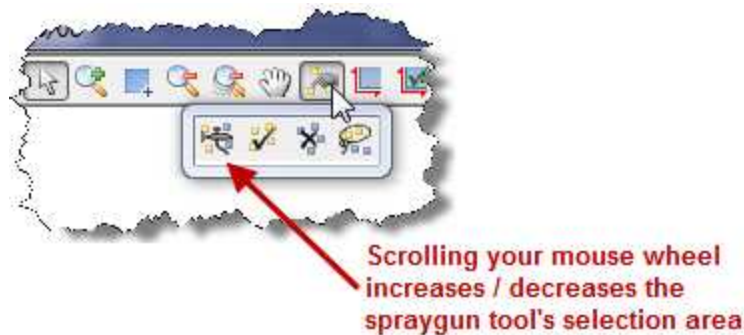 Scrolling your mouse wheel
increases / decreases the
spraygun tool's selection area